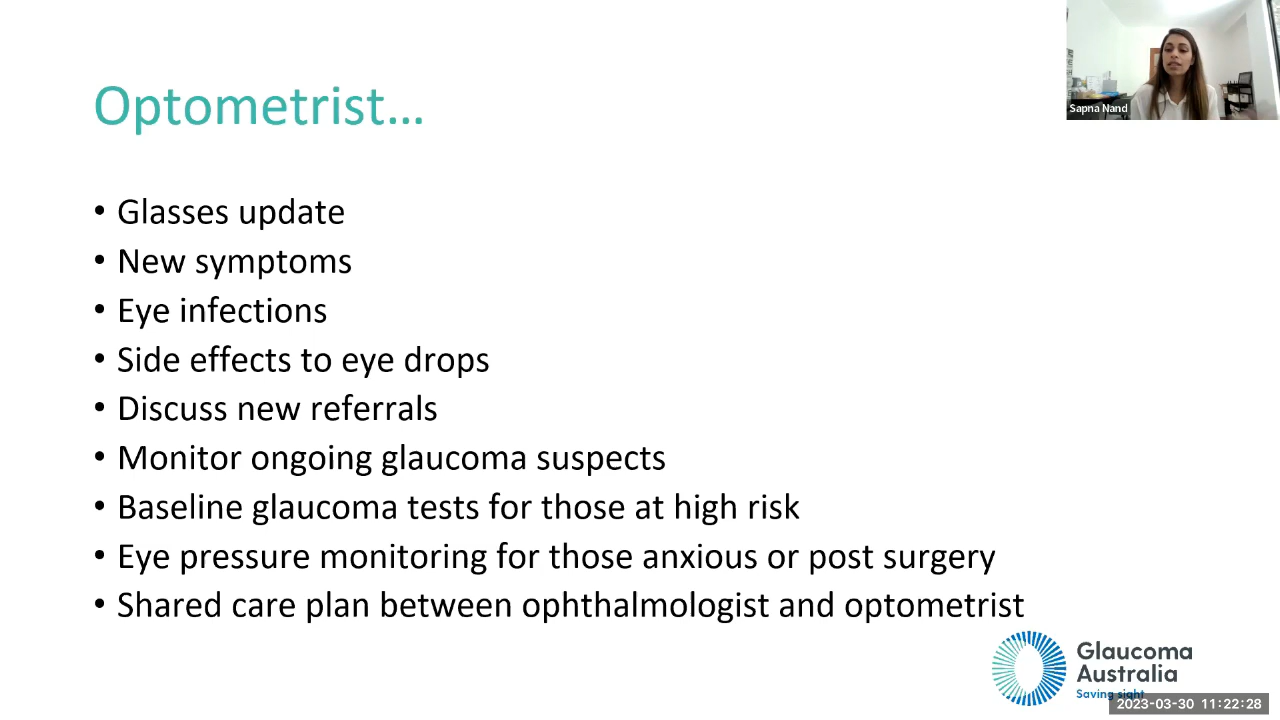 Sapna Nand
Optometrist...
• Glasses update
• New symptoms
• Eye infections
• Side effects to eye drops
• Discuss new referrals
• Monitor ongoing glaucoma suspects
• Baseline glaucoma tests for those at high risk
• Eye pressure monitoring for those anxious or post surgery
• Shared care plan between ophthalmologist and optometrist
Glaucoma
Australia
Saving sight
2023-03-30 11:22:28